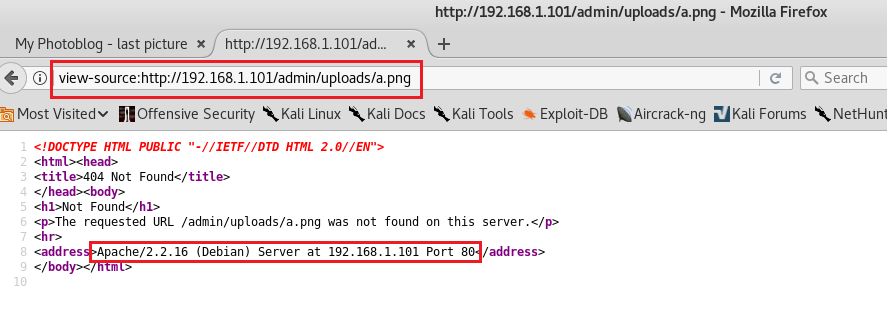 http://192.168.1.101/admin/uploads/a.png - Mozilla Firefox
My Photoblog - last picture × http://192.168.1.101/ad... × +
view-source:http://192.168.1.101/admin/uploads/a.png Search
Most Visited Offensive Security Kali Linux Kali Docs Kali Tools Exploit-DB Aircrack-ng Kali Forums NetHunt
1 <!DOCTYPE HTML PUBLIC "-//IETF//DTD HTML 2.0//EN">
2 <html><head>
3 <title>404 Not Found</title>
4 </head><body>
5 <h1>Not Found</h1>
6 <p>The requested URL /admin/uploads/a.png was not found on this server.</p>
7 <hr>
8 <address>Apache/2.2.16 (Debian) Server at 192.168.1.101 Port 80</address>
9 </body></html>
10